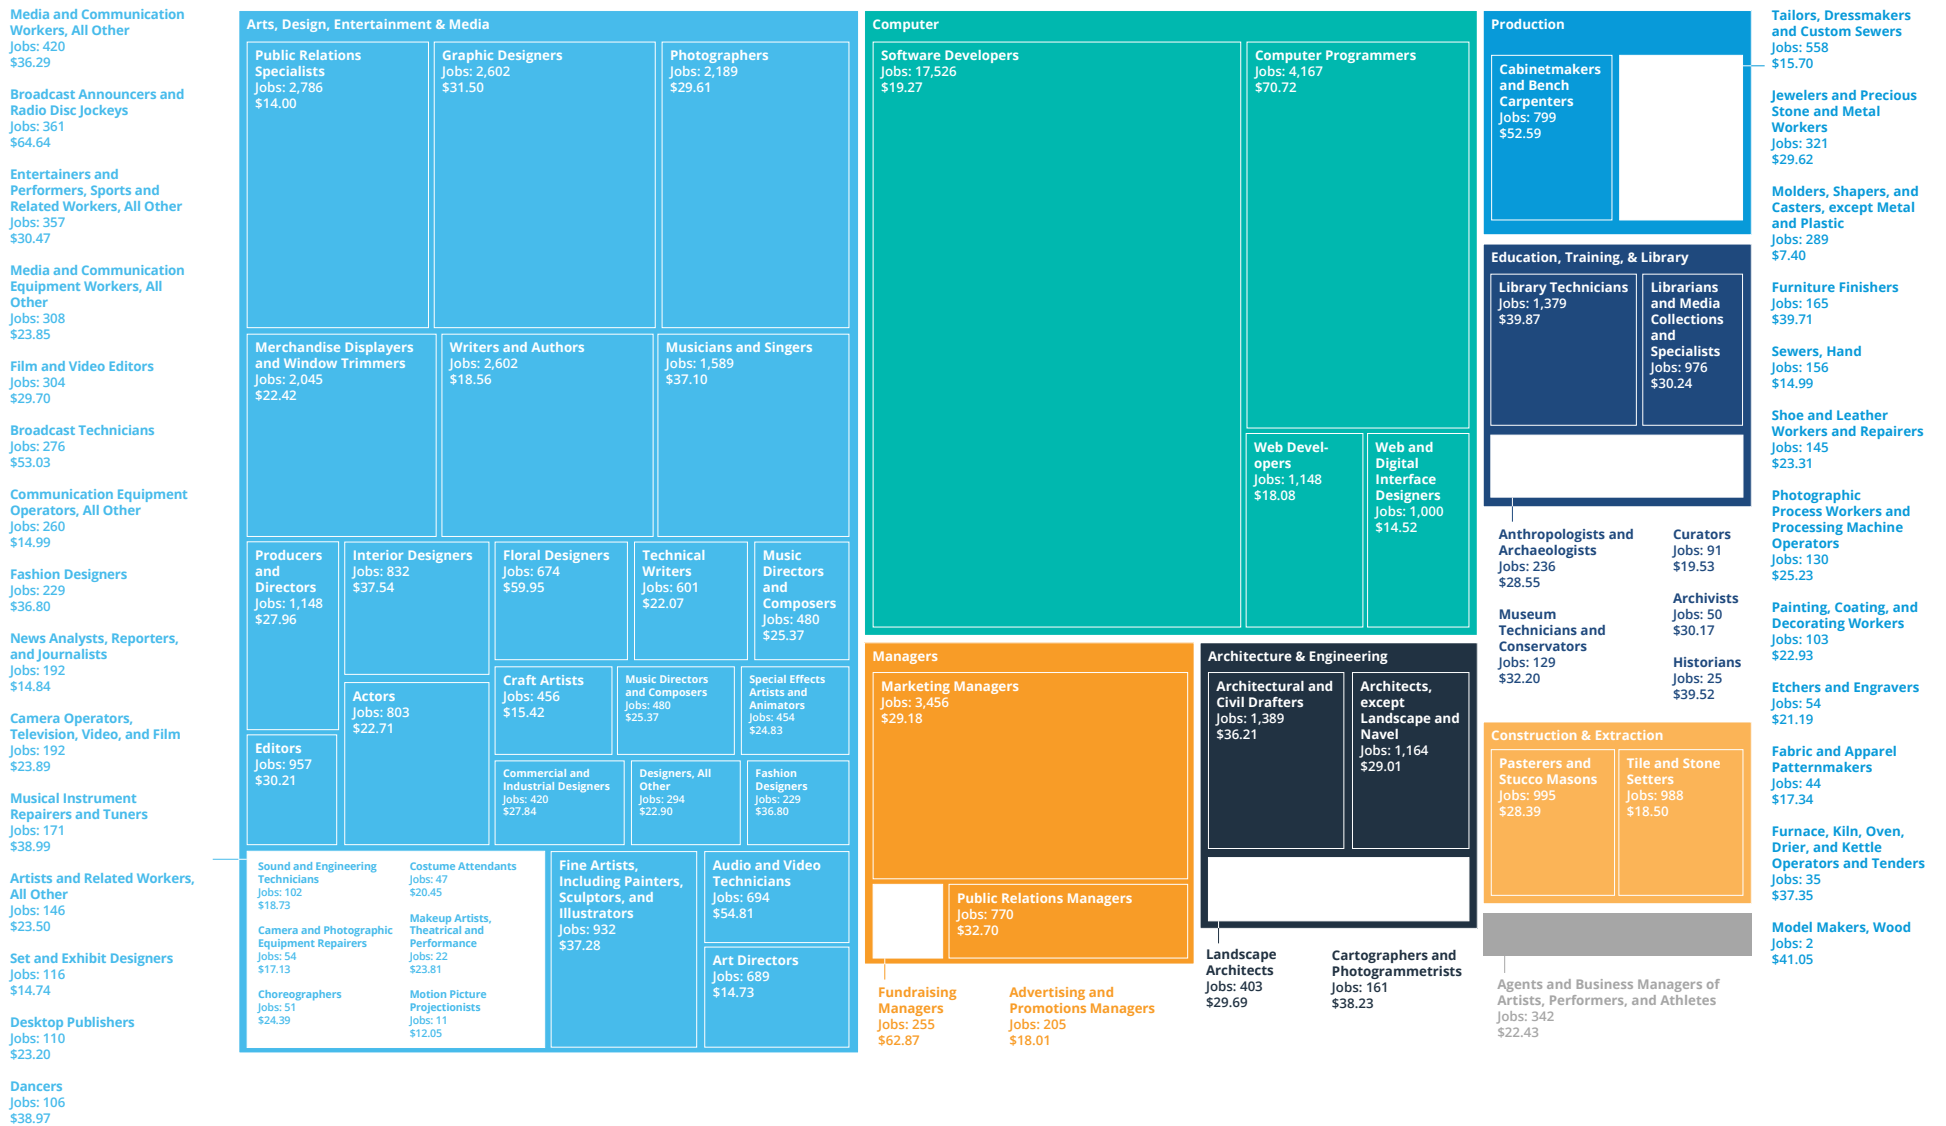 Media and Communication
Workers, All Other
Jobs: 420
$36.29
Broadcast Announcers and
Radio Disc Jockeys
Jobs: 361
$64.64
Entertainers and
Performers, Sports and
Related Workers, All Other
Jobs: 357
$30.47
Media and Communication
Equipment Workers, All
Other
Jobs: 308
$23.85
Film and Video Editors
Jobs: 304
$29.70
Broadcast Technicians
Jobs: 276
$53.03
Communication Equipment
Operators, All Other
Jobs: 260
$14.99
Fashion Designers
Jobs: 229
$36.80
News Analysts, Reporters,
and Journalists
Jobs: 192
$14.84
Camera Operators,
Television, Video, and Film
Jobs: 192
$23.89
Musical Instrument
Repairers and Tuners
Jobs: 171
$38.99
Artists and Related Workers,
All Other
Jobs: 146
$23.50
Set and Exhibit Designers
Jobs: 116
$14.74
Desktop Publishers
Jobs: 110
$23.20
Dancers
Jobs: 106
$38.97
Arts, Design, Entertainment & Media
Public Relations
Specialists
Jobs: 2,786
$14.00
Graphic Designers
Jobs: 2,602
$31.50
Photographers
Jobs: 2,189
$29.61
Merchandise Displayers
and Window Trimmers
Jobs: 2,045
$22.42
Writers and Authors
Jobs: 2,602
$18.56
Musicians and Singers
Jobs: 1,589
$37.10
Producers
and
Directors
Jobs: 1,148
$27.96
Interior Designers
Jobs: 832
$37.54
Floral Designers
Jobs: 674
$59.95
Technical
Writers
Jobs: 601
$22.07
Music
Directors
and
Composers
Jobs: 480
$25.37
Editors
Jobs: 957
$30.21
Actors
Jobs: 803
$22.71
Craft Artists
Jobs: 456
$15.42
Music Directors
and Composers
Jobs: 480
$25.37
Special Effects
Artists and
Animators
Jobs: 454
$24.83
Commercial and
Industrial Designers
Jobs: 420
$27.84
Designers, All
Other
Jobs: 294
$22.90
Fashion
Designers
Jobs: 229
$36.80
Sound and Engineering
Technicians
Jobs: 102
$18.73
Camera and Photographic
Equipment Repairers
Jobs: 54
$17.13
Choreographers
Jobs: 51
$24.39
Costume Attendants
Jobs: 47
$20.45
Makeup Artists,
Theatrical and
Performance
Jobs: 22
$23.81
Motion Picture
Projectionists
Jobs: 11
$12.05
Fine Artists,
Including Painters,
Sculptors, and
Illustrators
Jobs: 932
$37.28
Audio and Video
Technicians
Jobs: 694
$54.81
Art Directors
Jobs: 689
$14.73
Computer
Software Developers
Jobs: 17,526
$19.27
Computer Programmers
Jobs: 4,167
$70.72
Web Devel-
opers
Jobs: 1,148
$18.08
Web and
Digital
Interface
Designers
Jobs: 1,000
$14.52
Managers
Marketing Managers
Jobs: 3,456
$29.18
Public Relations Managers
Jobs: 770
$32.70
Fundraising
Managers
Jobs: 255
$62.87
Advertising and
Promotions Managers
Jobs: 205
$18.01
Architecture & Engineering
Architectural and
Civil Drafters
Jobs: 1,389
$36.21
Architects,
except
Landscape and
Navel
Jobs: 1,164
$29.01
Landscape
Architects
Jobs: 403
$29.69
Cartographers and
Photogrammetrists
Jobs: 161
$38.23
Production
Cabinetmakers
and Bench
Carpenters
Jobs: 799
$52.59
Education, Training, & Library
Library Technicians
Jobs: 1,379
$39.87
Librarians
and Media
Collections
and
Specialists
Jobs: 976
$30.24
Anthropologists and
Archaeologists
Jobs: 236
$28.55
Museum
Technicians and
Conservators
Jobs: 129
$32.20
Curators
Jobs: 91
$19.53
Archivists
Jobs: 50
$30.17
Historians
Jobs: 25
$39.52
Construction & Extraction
Pasterers and
Stucco Masons
Jobs: 995
$28.39
Tile and Stone
Setters
Jobs: 988
$18.50
Agents and Business Managers of
Artists, Performers, and Athletes
Jobs: 342
$22.43
Tailors, Dressmakers
and Custom Sewers
Jobs: 558
$15.70
Jewelers and Precious
Stone and Metal
Workers
Jobs: 321
$29.62
Molders, Shapers, and
Casters, except Metal
and Plastic
Jobs: 289
$7.40
Furniture Finishers
Jobs: 165
$39.71
Sewers, Hand
Jobs: 156
$14.99
Shoe and Leather
Workers and Repairers
Jobs: 145
$23.31
Photographic
Process Workers and
Processing Machine
Operators
Jobs: 130
$25.23
Painting, Coating, and
Decorating Workers
Jobs: 103
$22.93
Etchers and Engravers
Jobs: 54
$21.19
Fabric and Apparel
Patternmakers
Jobs: 44
$17.34
Furnace, Kiln, Oven,
Drier, and Kettle
Operators and Tenders
Jobs: 35
$37.35
Model Makers, Wood
Jobs: 2
$41.05